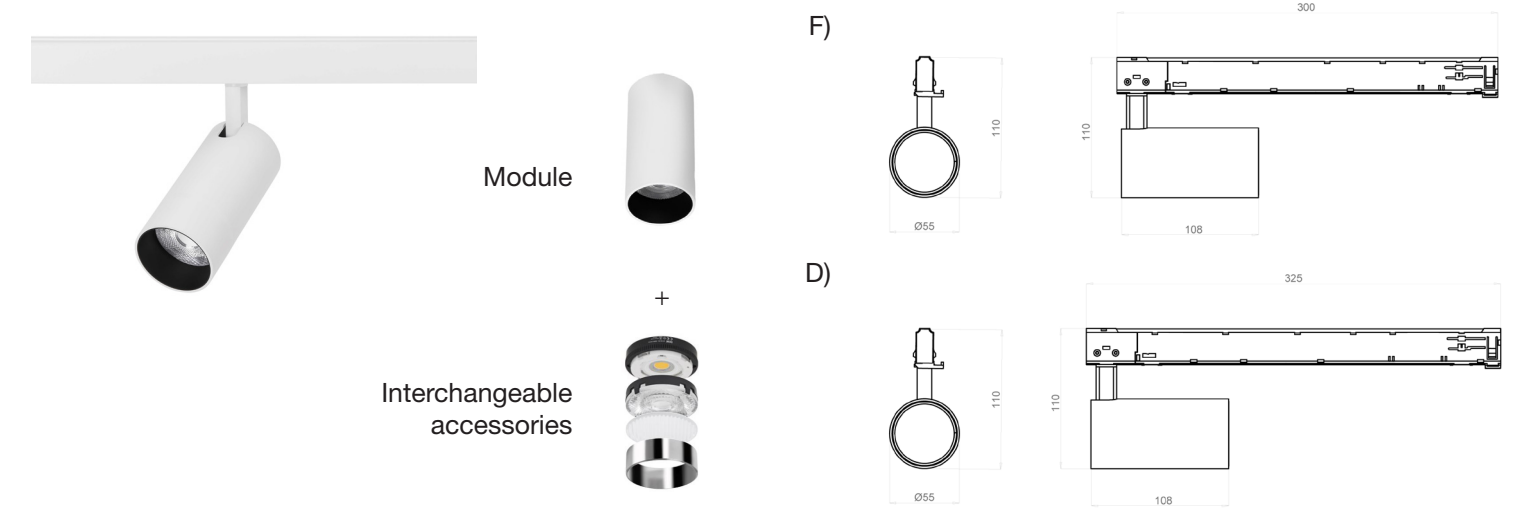 Module
+
Interchangeable
accessories
F)
300
110
110
Ø55
108
D)
325
110
110
Ø55
108